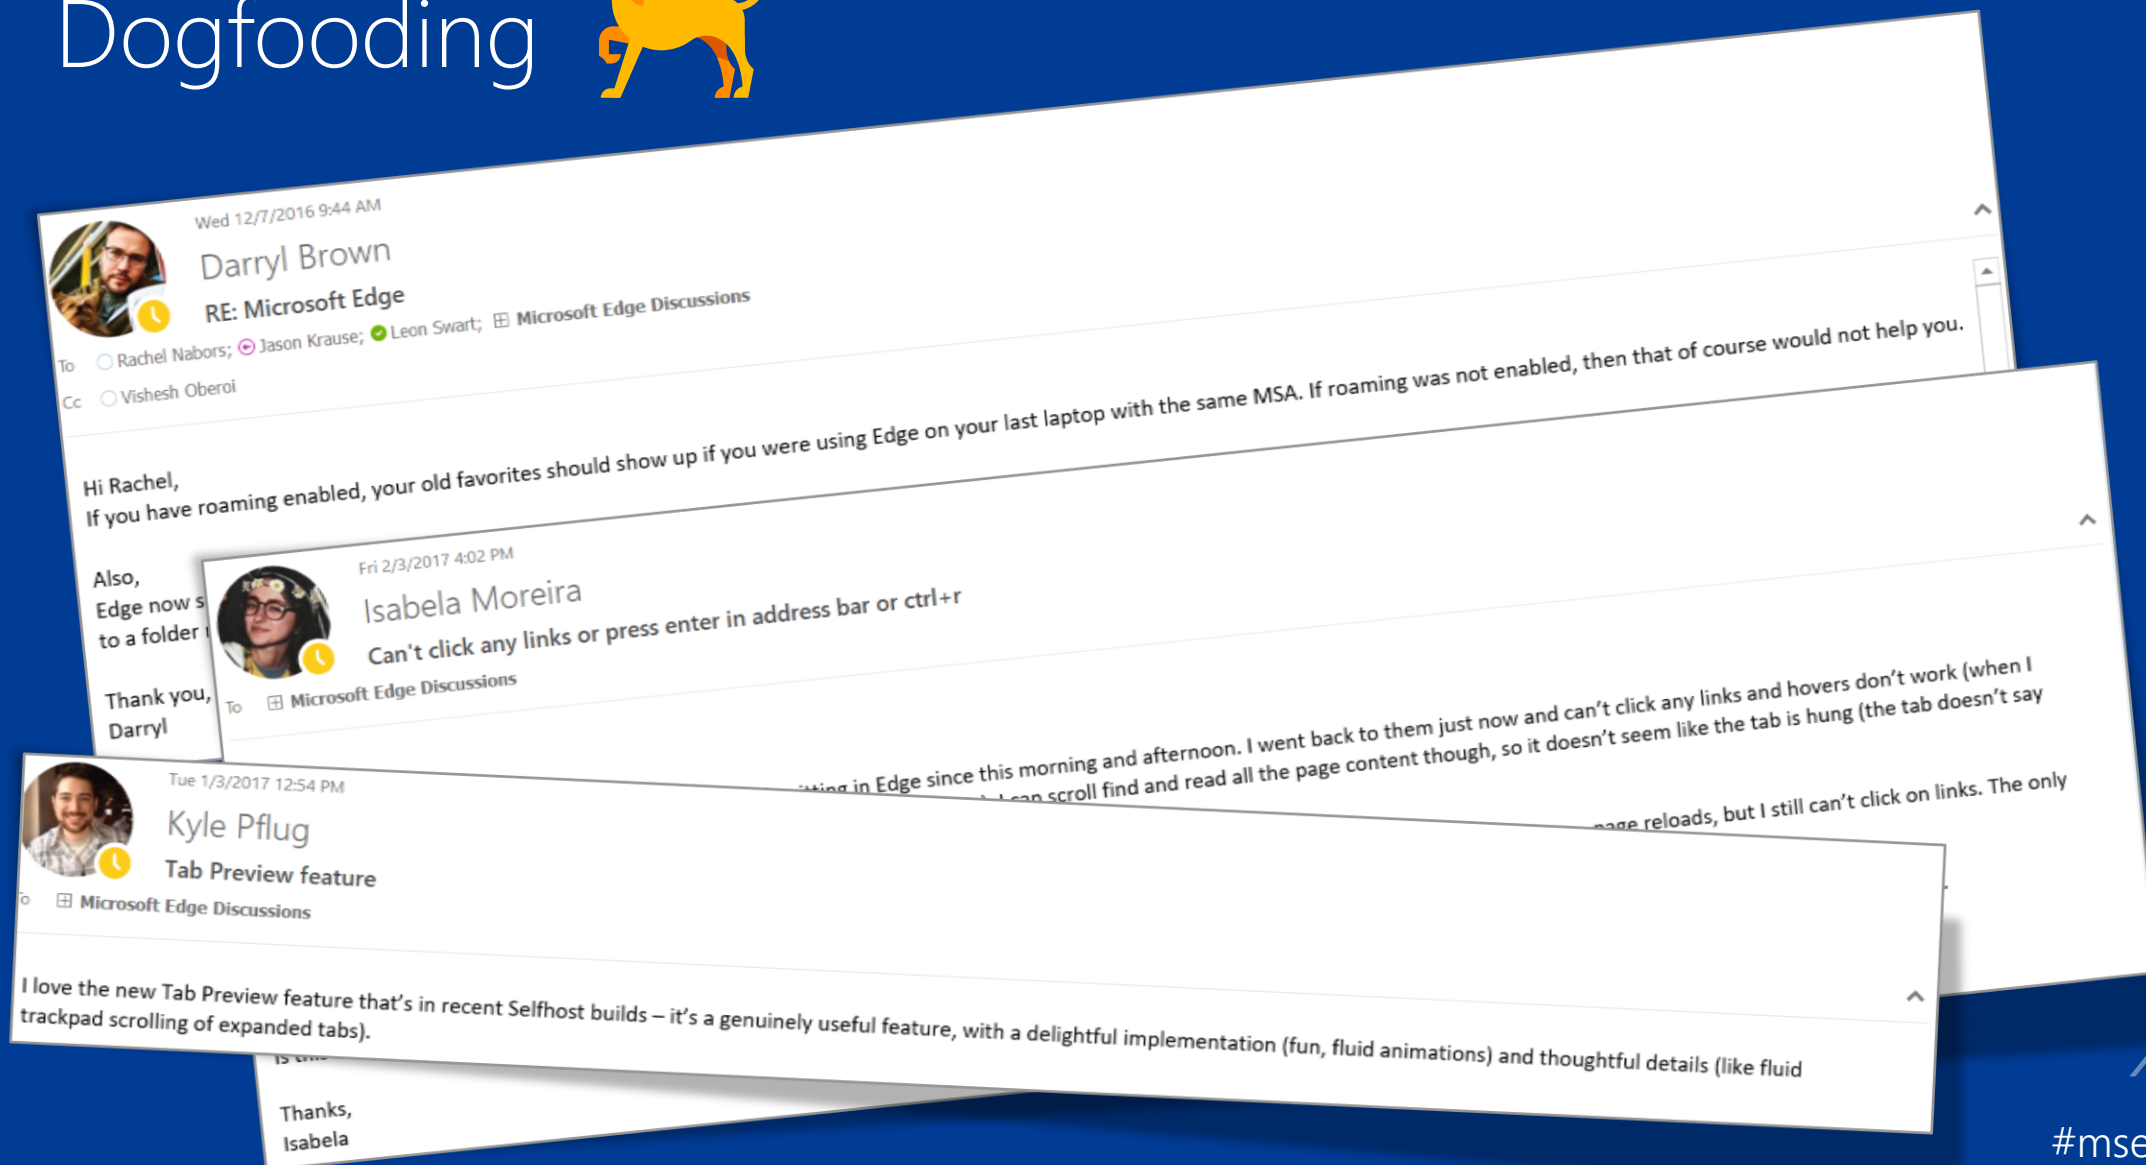 Dogfooding
Wed 12/7/2016 9:44 AM
Darryl Brown
RE: Microsoft Edge
To Rachel Nabors; Jason Krause; Leon Swart; Microsoft Edge Discussions
Cc Vishesh Oberoi
Hi Rachel,
If you have roaming enabled, your old favorites should show up if you were using Edge on your last laptop with the same MSA. If roaming was not enabled, then that of course would not help you.
Also,
Edge now s
to a folder
Thank you,
Darryl
Fri 2/3/2017 4:02 PM
Isabela Moreira
Can't click any links or press enter in address bar or ctrl+r
To Microsoft Edge Discussions
in Edge since this morning and afternoon. I went back to them just now and can't click any links and hovers don't work (when I
can scroll find and read all the page content though, so it doesn't seem like the tab is hung (the tab doesn't say
page reloads, but I still can't click on links. The only
Thanks,
Isabela
Tue 1/3/2017 12:54 PM
Kyle Pflug
Tab Preview feature
To Microsoft Edge Discussions
I love the new Tab Preview feature that's in recent Selfhost builds – it's a genuinely useful feature, with a delightful implementation (fun, fluid animations) and thoughtful details (like fluid
trackpad scrolling of expanded tabs).
#mse